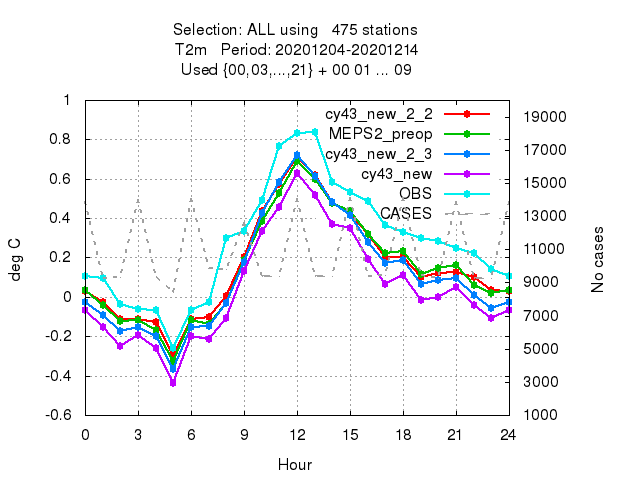 Selection: ALL using   475 stations
T2m   Period: 20201204-20201214
Used {00,03,...,21} + 00 01 ... 09
cy43_new_2_2
MEPS2_preop
cy43_new_2_3
cy43_new
OBS
CASES
deg C
1
0.8
0.6
0.4
0.2
0
-0.2
-0.4
-0.6
19000
17000
15000
13000
11000
9000
7000
5000
3000
1000
No cases
0 3 6 9 12 15 18 21 24
Hour